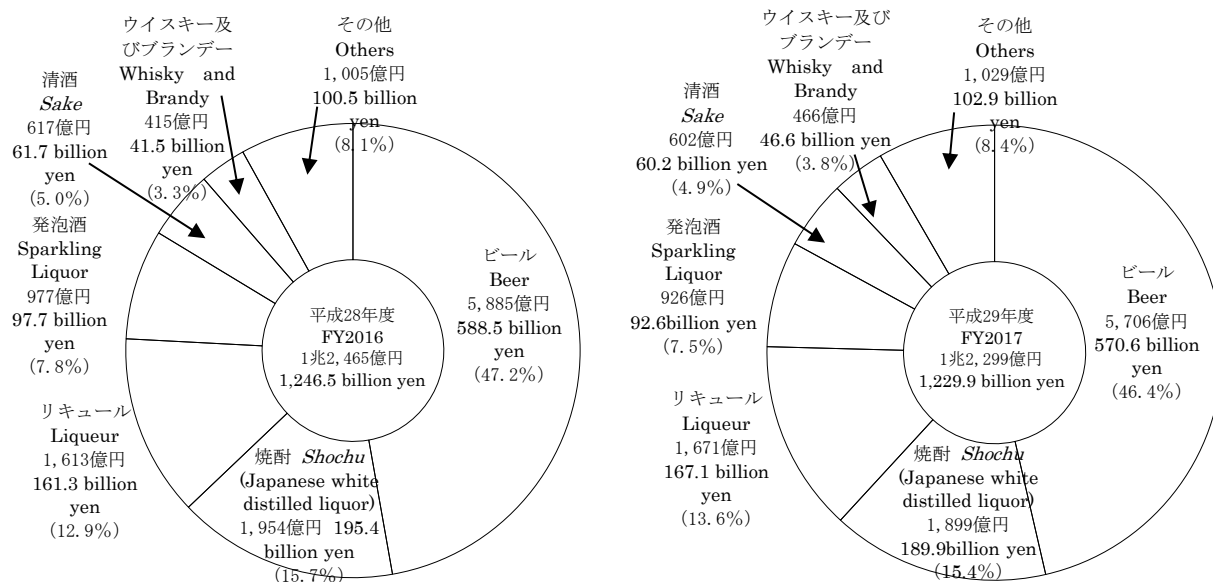 ウイスキー及
びブランデー
Whisky and
Brandy
415億円
41.5 billion
yen
(3.3%)
その他
Others
1,005億円
100.5 billion
yen
(8.1%)
清酒
Sake
617億円
61.7 billion
yen
(5.0%)
発泡酒
Sparkling
Liquor
977億円
97.7 billion
yen
(7.8%)
ビール
Beer
5,885億円
588.5 billion
yen
(47.2%)
平成28年度
FY2016
1兆2,465億円
1,246.5 billion yen
リキュール
Liqueur
1,613億円
161.3 billion
yen
(12.9%)
焼酎 Shochu
(Japanese white
distilled liquor)
1,954億円 195.4
billion yen
(15.7%)
ウイスキー及び
ブランデー
Whisky and
Brandy
466億円
46.6 billion
yen
(3.8%)
その他
Others
1,029億円
102.9 billion
yen
(8.4%)
清酒
Sake
602億円
60.2 billion yen
(4.9%)
発泡酒
Sparkling
Liquor
926億円
92.6billion yen
(7.5%)
ビール
Beer
5,706億円
570.6 billion
yen
(46.4%)
平成29年度
FY2017
1兆2,299億円
1,229.9 billion yen
リキュール
Liqueur
1,671億円
167.1 billion
yen
(13.6%)
焼酎 Shochu
(Japanese white
distilled liquor)
1,899億円
189.9billion yen
(15.4%)